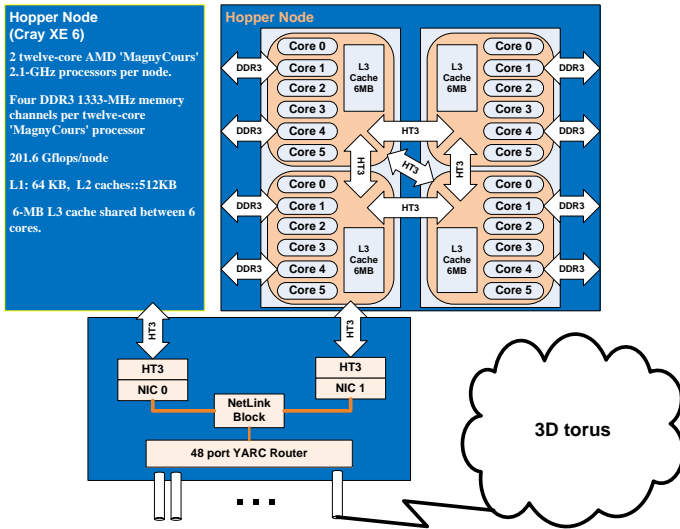 Hopper Node
(Cray XE 6)
2 twelve-core AMD 'MagnyCours'
2.1-GHz processors per node.
Four DDR3 1333-MHz memory
channels per twelve-core
'MagnyCours' processor
201.6 Gflops/node
L1: 64 KB, L2 caches::512KB
6-MB L3 cache shared between 6
cores.
Hopper Node
Core 0
Core 1
Core 2
Core 3
Core 4
Core 5
L3
Cache
6MB
DDR3
DDR3
L3
Cache
6MB
Core 0
Core 1
Core 2
Core 3
Core 4
Core 5
DDR3
DDR3
HT3
HT3
HT3
HT3
HT3
Core 0
Core 1
Core 2
Core 3
Core 4
Core 5
L3
Cache
6MB
DDR3
DDR3
L3
Cache
6MB
Core 0
Core 1
Core 2
Core 3
Core 4
Core 5
DDR3
DDR3
HT3
HT3
HT3
NIC 0
HT3
NIC 1
NetLink
Block
48 port YARC Router
3D torus